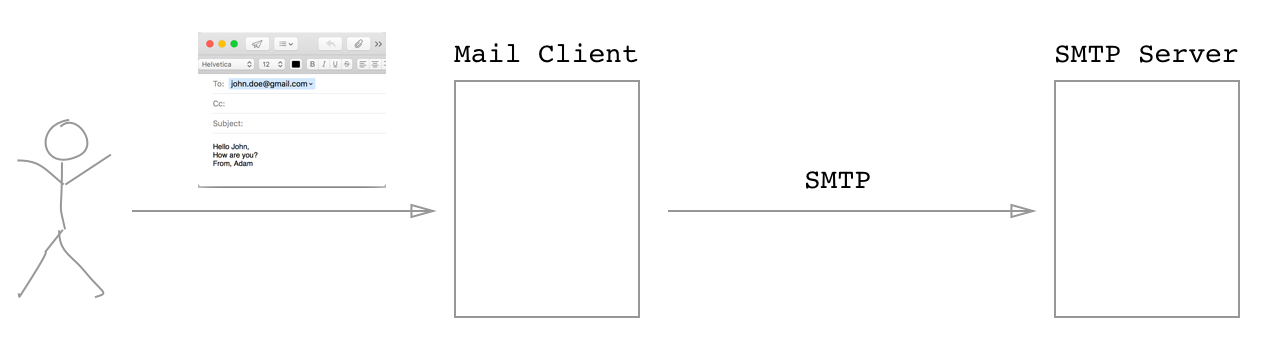 Mail Client
SMTP Server
Helvetica 12 B I U S
To: john.doe@gmail.com
Cc:
Subject:
Hello John,
How are you?
From, Adam
SMTP